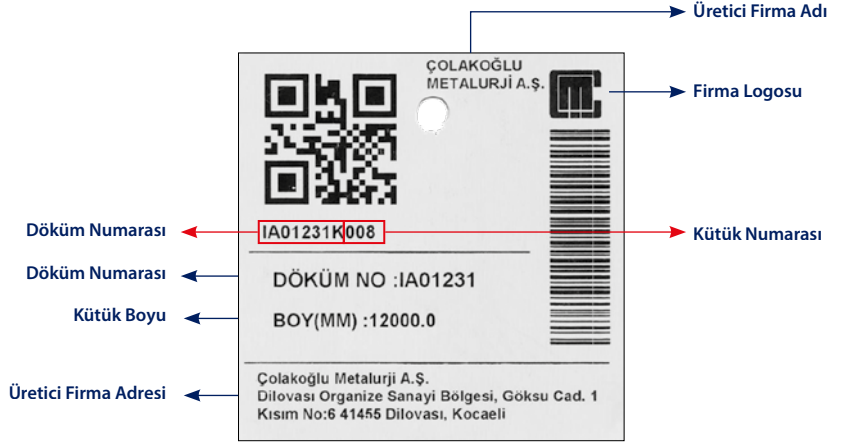 Üretici Firma Adı
ÇOLAKOĞLU
METALURJİ A.Ş.
Firma Logosu
Döküm Numarası
IA01231K008
Kütük Numarası
Döküm Numarası
DÖKÜM NO :IA01231
Kütük Boyu
BOY(MM) :12000.0
Üretici Firma Adresi
Çolakoğlu Metalurji A.Ş.
Dilovası Organize Sanayi Bölgesi, Göksu Cad. 1
Kısım No:6 41455 Dilovası, Kocaeli